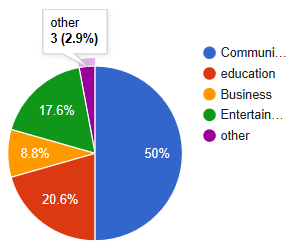 other
3 (2.9%)
Communi...
education
Business
Entertain...
other
17.6%
50%
8.8%
20.6%